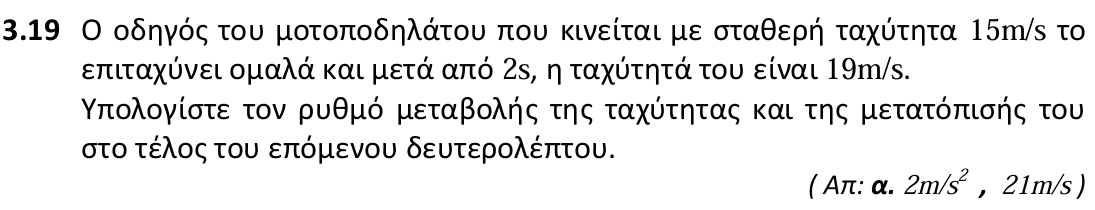 3.19 Ο οδηγός του μοτοποδηλάτου που κινείται με σταθερή ταχύτητα 15m/s το
επιταχύνει ομαλά και μετά από 2s, η ταχύτητά του είναι 19m/s.
Υπολογίστε τον ρυθμό μεταβολής της ταχύτητας και της μετατόπισής του
στο τέλος του επόμενου δευτερολέπτου.
( Απ: α. 2m/s² , 21m/s )